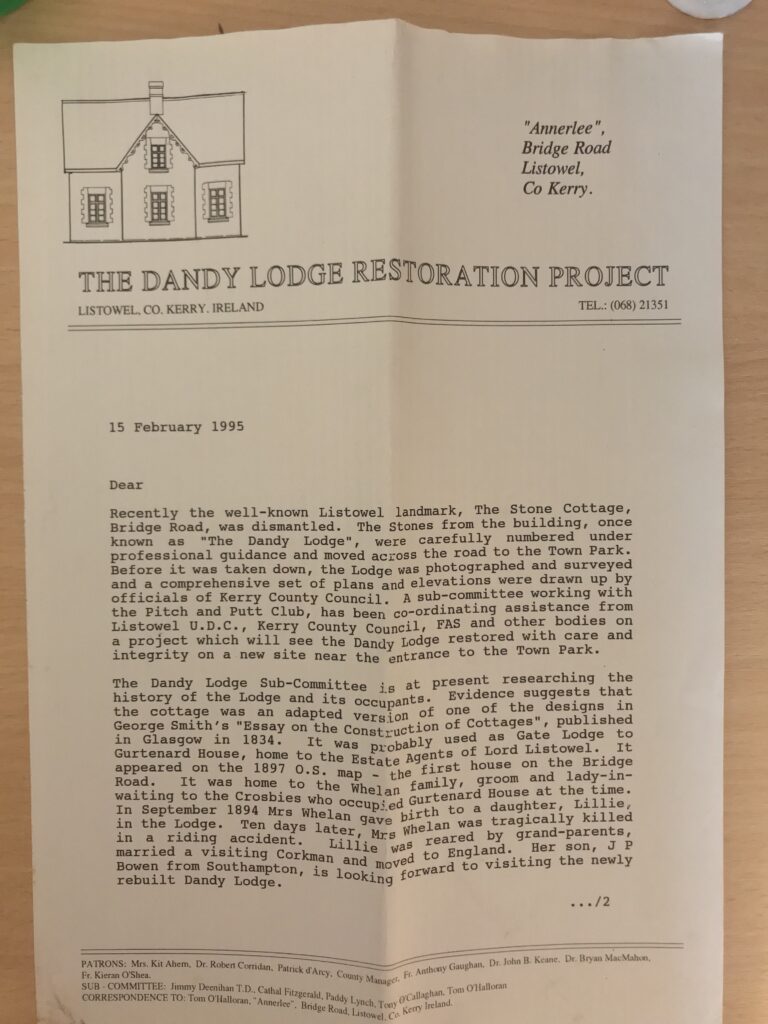 "Annerlee",
Bridge Road
Listowel,
Co Kerry.
THE DANDY LODGE RESTORATION PROJECT
LISTOWEL, CO. KERRY. IRELAND
TEL.: (068) 21351
15 February 1995
Dear
Recently the well-known Listowel landmark, The Stone Cottage,
Bridge Road, was dismantled. The Stones from the building, once
known as "The Dandy Lodge", were carefully numbered under
professional guidance and moved across the road to the Town Park.
Before it was taken down, the Lodge was photographed and surveyed
and a comprehensive set of plans and elevations were drawn up by
officials of Kerry County Council. A sub-committee working with
the Pitch and Putt Club, has been co-ordinating assistance from
Listowel U.D.C., Kerry County Council, FAS and other bodies on
a project which will see the Dandy Lodge restored with care and
integrity on a new site near the entrance to the Town Park.
The Dandy Lodge Sub-Committee is at present researching the
history of the Lodge and its occupants. Evidence suggests that
the cottage was an adapted version of one of the designs in
George Smith's "Essay on the Construction of Cottages", published
in Glasgow in 1834. It was probably used as Gate Lodge to
Gurtenard House, home to the Estate Agents of Lord Listowel. It
appeared on the 1897 O.S. map - the first house on the Bridge
Road. It was home to the Whelan family, groom and lady-in-
waiting to the Crosbies who occupied Gurtenard House at the time.
In September 1894 Mrs Whelan gave birth to a daughter, Lillie,
in the Lodge. Ten days later, Mrs Whelan was tragically killed
in a riding accident. Lillie was reared by grand-parents,
married a visiting Corkman and moved to England. Her son, J P
Bowen from Southampton, is looking forward to visiting the newly
rebuilt Dandy Lodge.
.../2
PATRONS: Mrs. Kit Ahern, Dr. Robert Corridan, Patrick d'Arcy, County Manager, Fr. Anthony Gaughan, Dr. John B. Keane, Dr. Bryan MacMahon,
Fr. Kieran O'Shea.
SUB - COMMITTEE: Jimmy Deenihan T.D., Cathal Fitzgerald, Paddy Lynch, Tony O'Callaghan, Tom O'Halloran
CORRESPONDENCE TO: Tom O'Halloran, "Annerlee", Bridge Road, Listowel, Co. Kerry Ireland.